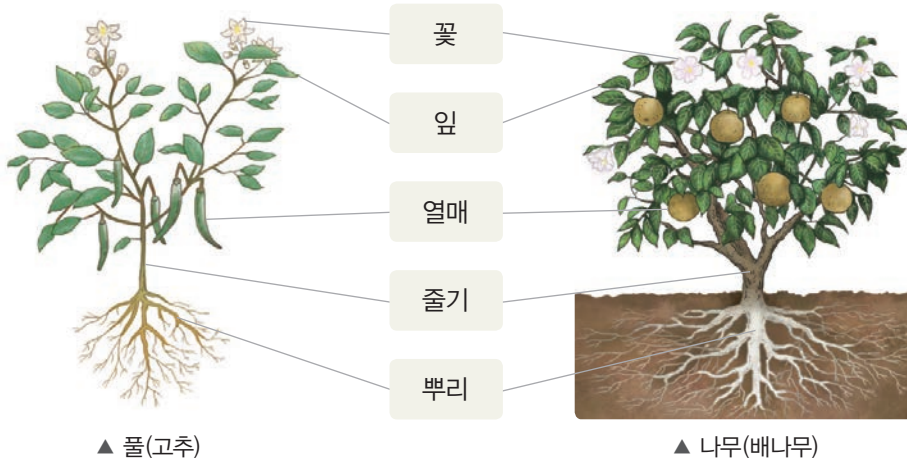 꽃
잎
열매
줄기
뿌리
▲ 풀(고추)
▲ 나무(배나무)